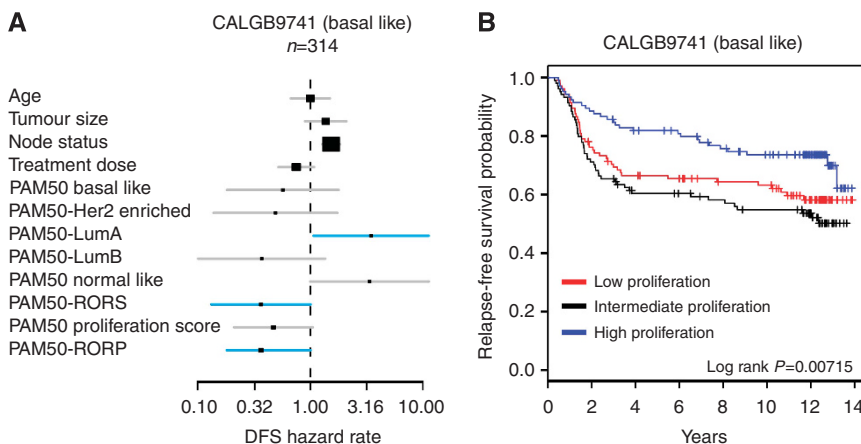 A
CALGB9741 (basal like)
n=314
Age
Tumour size
Node status
Treatment dose
PAM50 basal like
PAM50-Her2 enriched
PAM50-LumA
PAM50-LumB
PAM50 normal like
PAM50-RORS
PAM50 proliferation score
PAM50-RORP
0.10 0.32 1.00 3.16 10.00
DFS hazard rate
B
CALGB9741 (basal like)
Relapse-free survival probability
1.0
0.8
0.6
0.4
0.2
0.0
Low proliferation
Intermediate proliferation
High proliferation
Log rank P=0.00715
0 2 4 6 8 10 12 14
Years